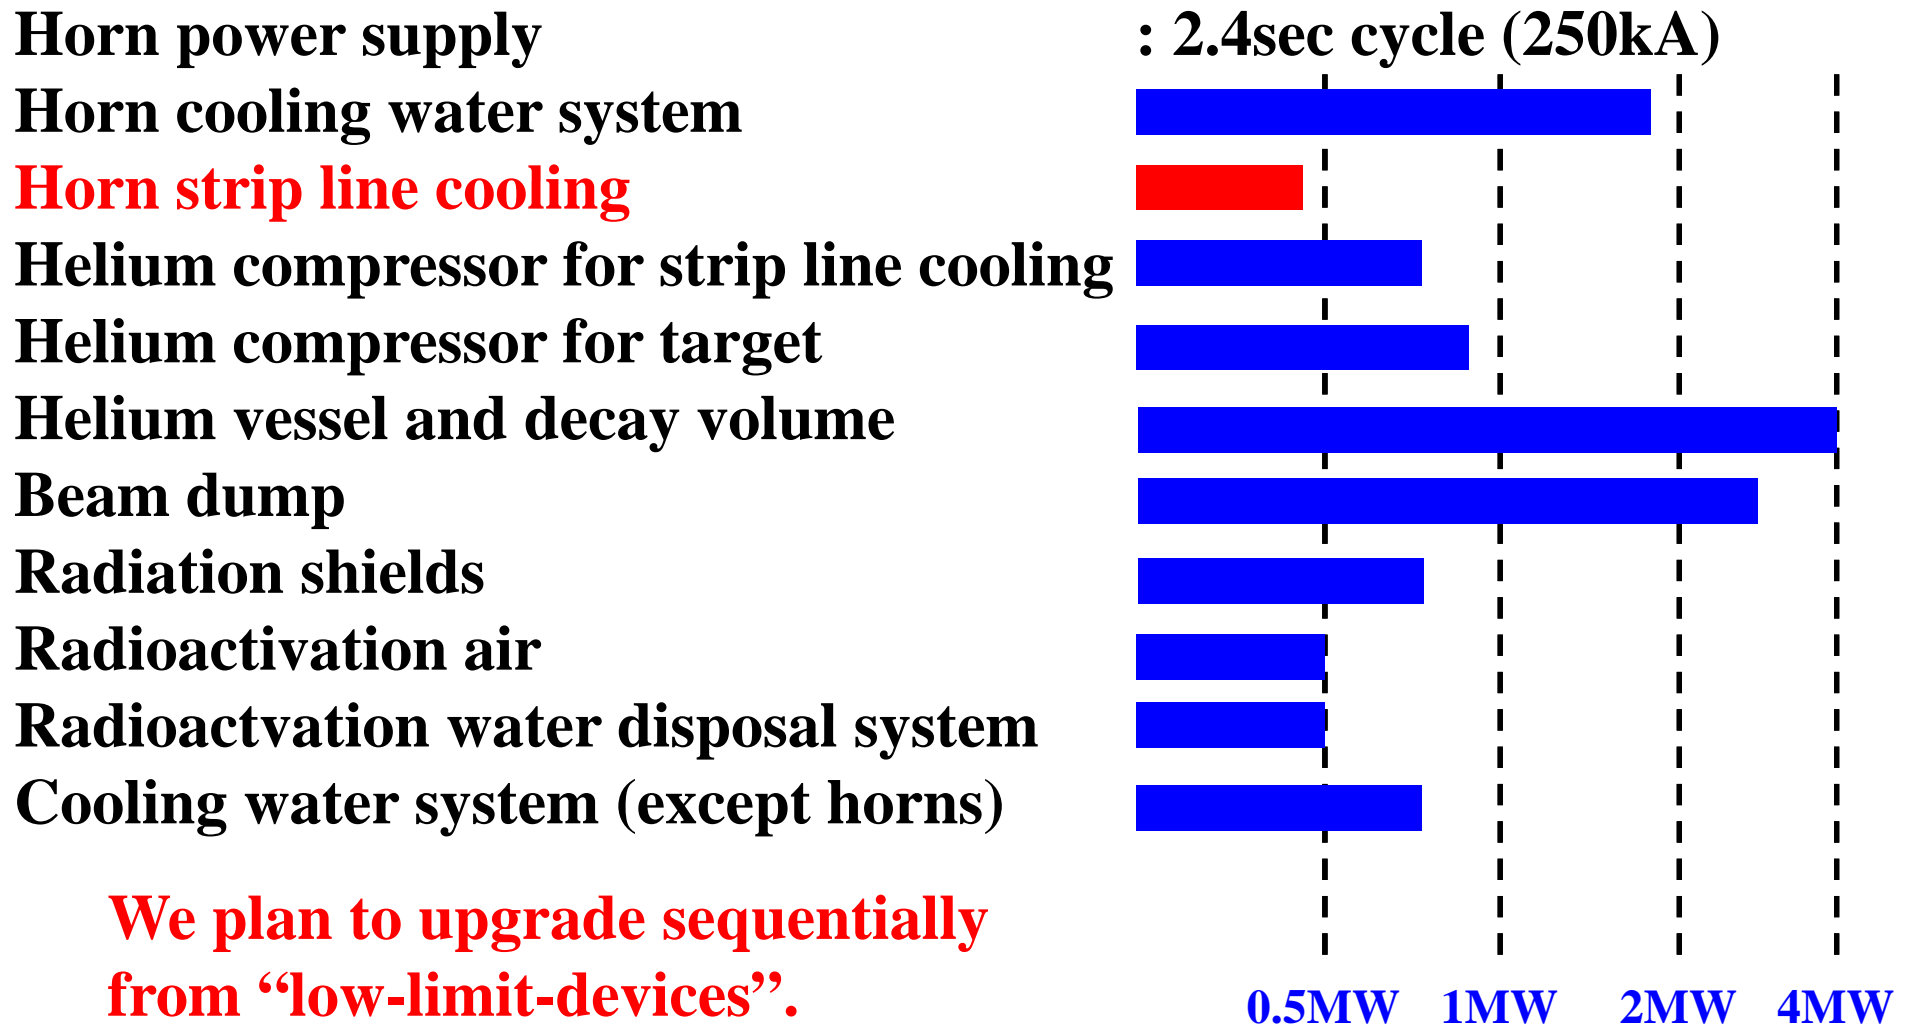 Horn power supply : 2.4sec cycle (250kA)
Horn cooling water system
Horn strip line cooling
Helium compressor for strip line cooling
Helium compressor for target
Helium vessel and decay volume
Beam dump
Radiation shields
Radioactivation air
Radioactvation water disposal system
Cooling water system (except horns)
We plan to upgrade sequentially
from “low-limit-devices”.
0.5MW 1MW 2MW 4MW